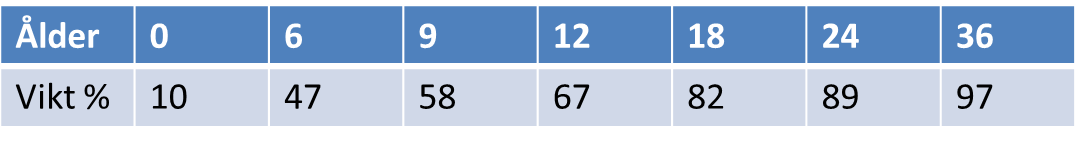 Ålder 0 6 9 12 18 24 36
Vikt % 10 47 58 67 82 89 97